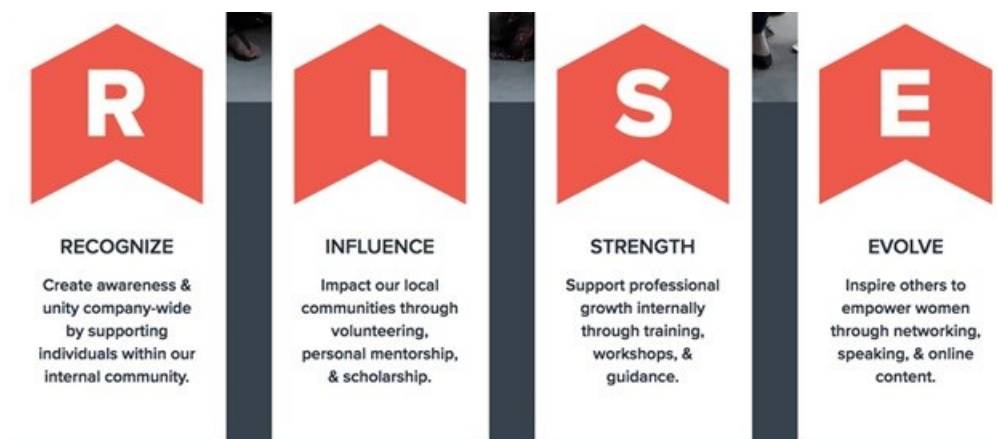 R
RECOGNIZE
Create awareness &
unity company-wide
by supporting
individuals within our
internal community.
I
INFLUENCE
Impact our local
communities through
volunteering,
personal mentorship,
& scholarship.
S
STRENGTH
Support professional
growth internally
through training,
workshops, &
guidance.
E
EVOLVE
Inspire others to
empower women
through networking,
speaking, & online
content.